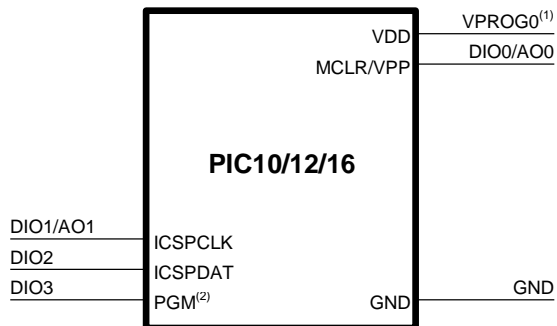 VPROG0(1)
VDD
DIO0/AO0
MCLR/VPP
PIC10/12/16
DIO1/AO1
ICSPCLK
DIO2
ICSPDAT
DIO3
PGM(2)
GND
GND